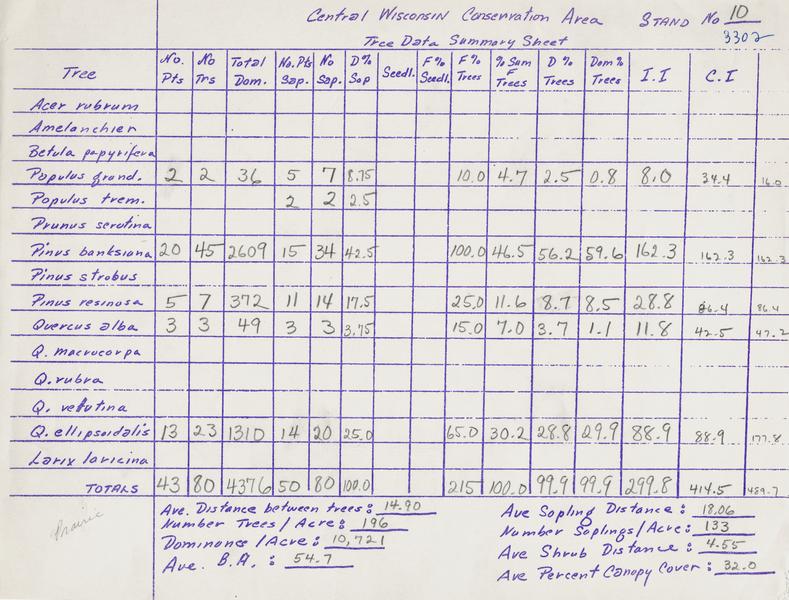 Central Wisconsin Conservation Area STAND No 10
3302
Tree Data Summary Sheet
Tree No. Pts No Trs Total Dom. No. Pts Sap. No Sap. D% Sap Seedl. F% Seedl. F% Trees % Sum F Trees D % Trees Dom % Trees I.I C.I
Acer rubrum
Amelanchier
Betula papyrifera
Populus grand. 2 2 36 5 7 8.75 10.0 4.7 2.5 0.8 8.0 34.4 16.0
Populus trem. 2 2 2.5
Prunus serotina
Pinus banksiana 20 45 2609 15 34 42.5 100.0 46.5 56.2 59.6 162.3 162.3 162.3
Pinus strobus
Pinus resinosa 5 7 372 11 14 17.5 25.0 11.6 8.7 8.5 28.8 86.4 86.4
Quercus alba 3 3 49 3 3 3.75 15.0 7.0 3.7 1.1 11.8 42.5 47.2
Q. macrocarpa
Q. rubra
Q. velutina
Q. ellipsoidalis 13 23 1310 14 20 25.0 65.0 30.2 28.8 29.9 88.9 88.9 177.8
Larix laricina
TOTALS 43 80 4376 50 80 100.0 215 100.0 99.9 99.9 299.8 414.5 489.7
Ave. Distance between trees: 14.90
Number Trees / Acre: 196
Dominance / Acre: 10,721
Ave. B.A. : 54.7
Ave Sapling Distance: 18.06
Number Saplings/Acre: 133
Ave Shrub Distance: 4.55
Ave Percent Canopy Cover: 32.0
Prairie